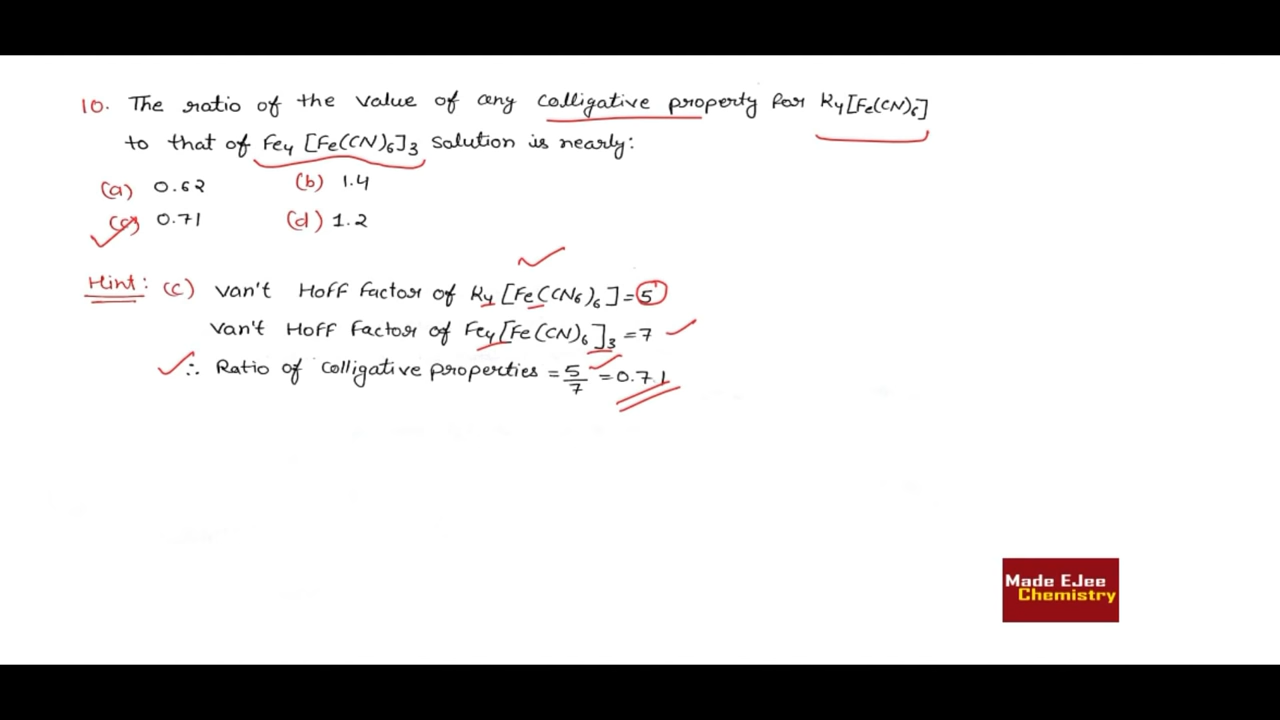 10. The ratio of the value of any colligative property for K4[Fe(CN)6]
to that of Fe4 [Fe(CN)6]3 solution is nearly:
(a) 0.62 (b) 1.4
(c) 0.71 (d) 1.2
Hint: (c) Van't Hoff Factor of K4 [Fe(CN6)6] = 5
Van't Hoff Factor of Fe4[Fe(CN)6]3 = 7
∴ Ratio of colligative properties = 5/7 = 0.71
Made EJee
Chemistry